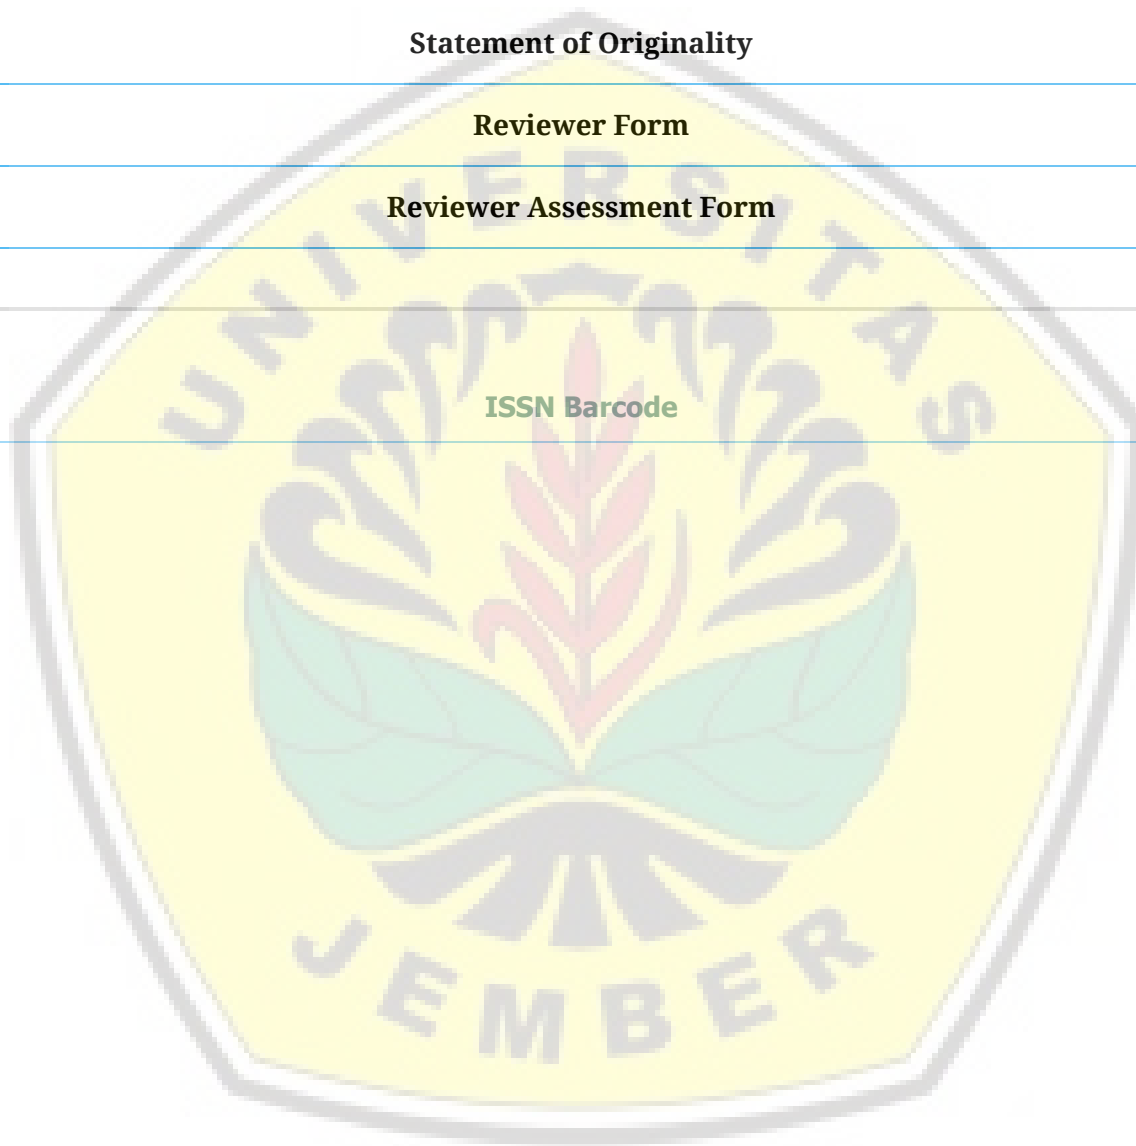 Statement of Originality
Reviewer Form
Reviewer Assessment Form
ISSN Barcode
UNIVERSITAS
JEMBER